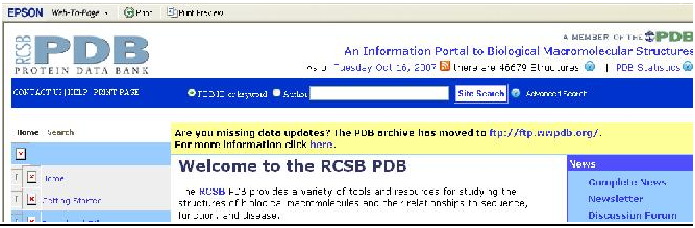 EPSON Web-To-Page Print Print Preview
RCSB PDB
PROTEIN DATA BANK
A MEMBER OF THE PDB
An Information Portal to Biological Macromolecular Structures
Tuesday Oct 16, 2007 there are 46679 Structures | PDB Statistics
CONTACT US | HELP | PRINT PAGE
PDB ID or keyword Author Site Search Advanced Search
Home Search
Are you missing data updates? The PDB archive has moved to ftp://ftp.wwpdb.org/.
For more information click here.
Home
Getting Started
Welcome to the RCSB PDB
The RCSB PDB provides a variety of tools and resources for studying the
structures of biological macromolecules and their relationships to sequence,
function, and disease.
News
Complete News
Newsletter
Discussion Forum